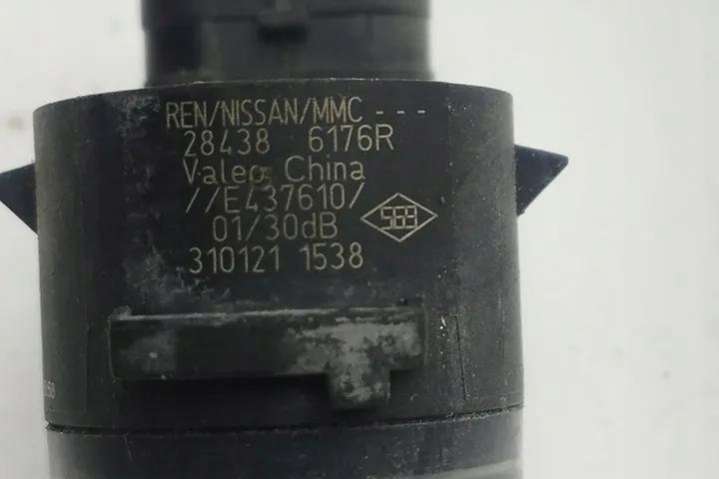 REN/NISSAN/MMC - - -
28438 6176R
Valeo China
//E437610/
01/30dB
310121 1538